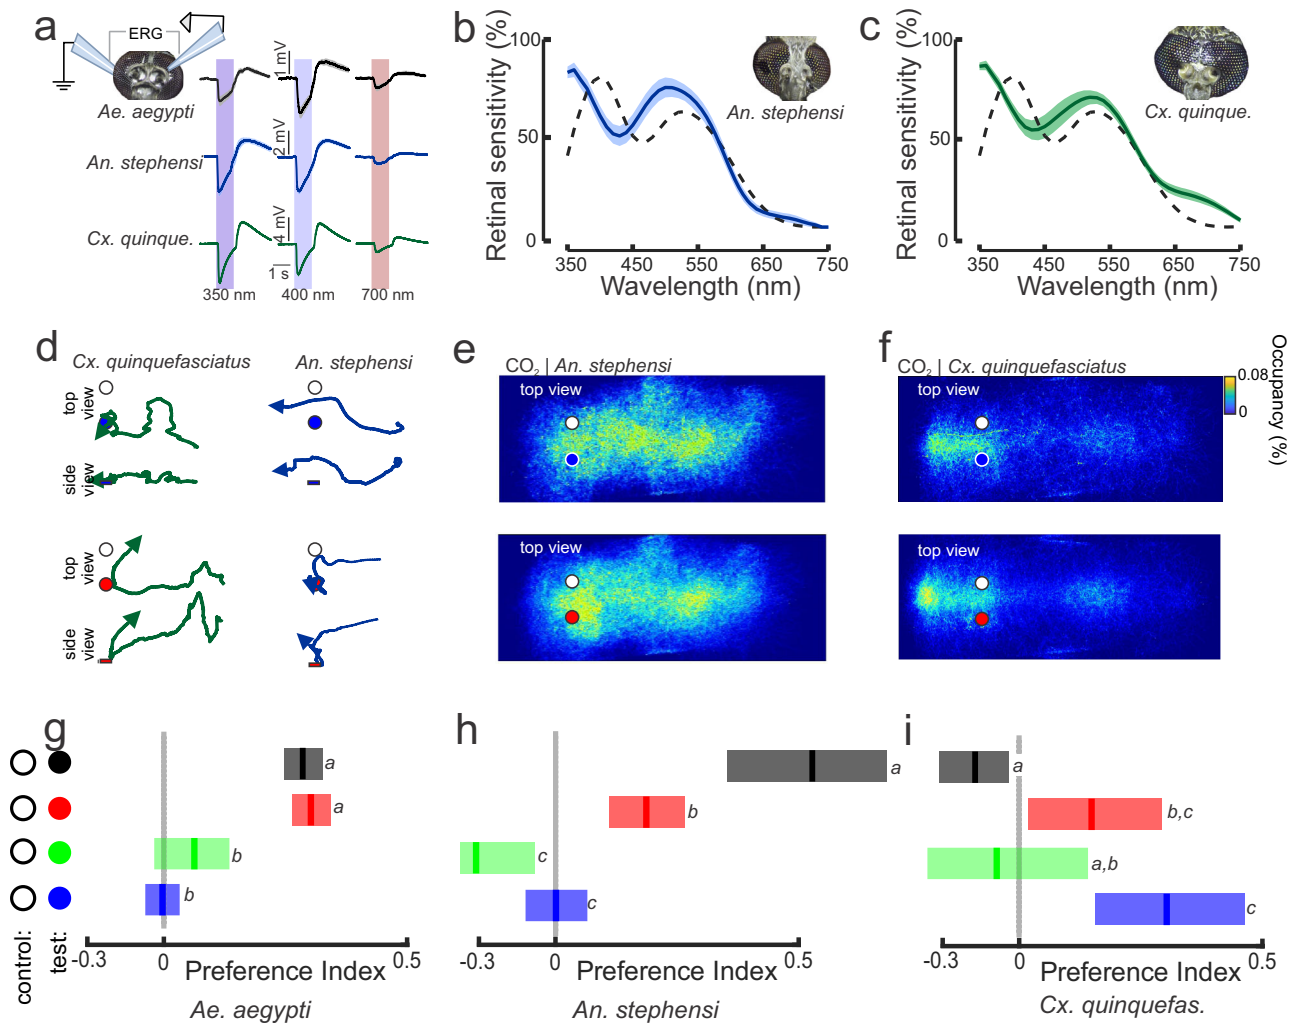 a
ERG
Ae. aegypti
An. stephensi
Cx. quinque.
1 mV
2 mV
4 mV
1 s
350 nm
400 nm
700 nm
b
Retinal sensitivity (%)
100
50
0
350
450
550
650
750
Wavelength (nm)
An. stephensi
c
Retinal sensitivity (%)
100
50
0
350
450
550
650
750
Wavelength (nm)
Cx. quinque.
d
Cx. quinquefasciatus
An. stephensi
top
view
side
view
top
view
side
view
e
CO2 | An. stephensi
top view
top view
f
CO2 | Cx. quinquefasciatus
top view
top view
0.08
0
Occupancy (%)
g
a
a
b
b
control:
test:
-0.3
0
0.5
Preference Index
Ae. aegypti
h
a
b
c
c
-0.3
0
0.5
Preference Index
An. stephensi
i
a
b,c
a,b
c
-0.3
0
0.5
Preference Index
Cx. quinquefas.